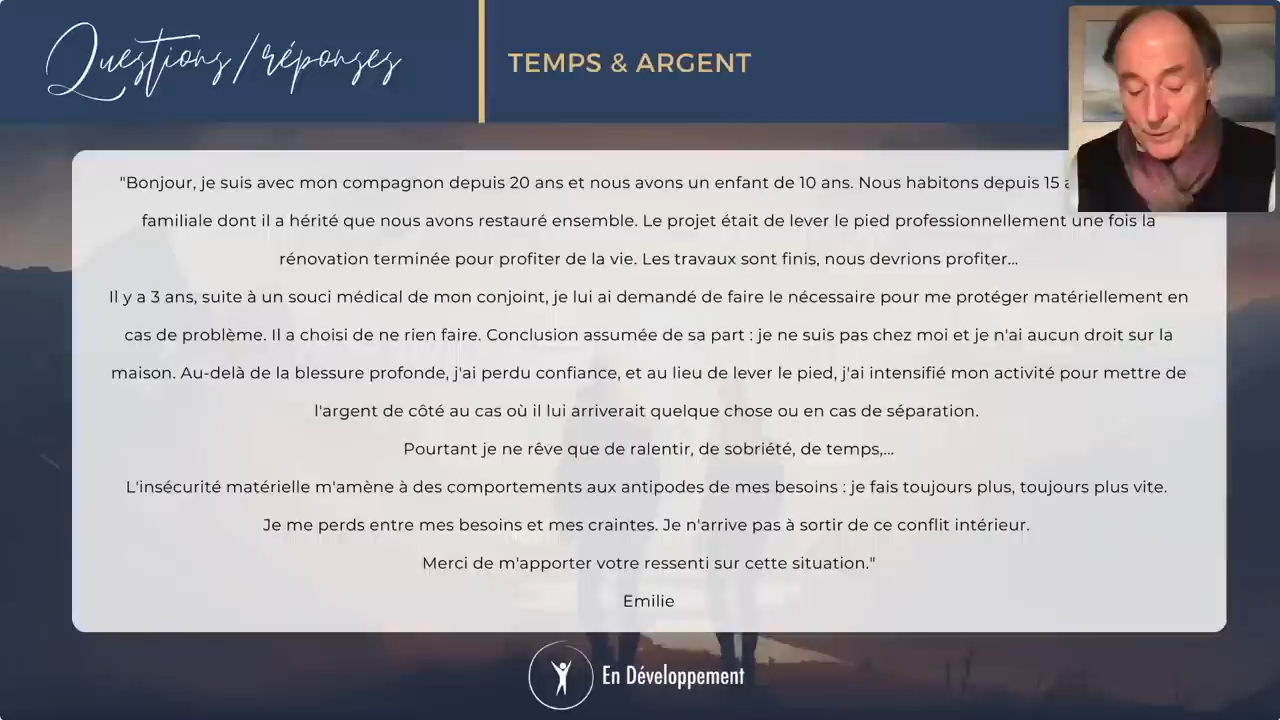 Questions/réponses
TEMPS & ARGENT
"Bonjour, je suis avec mon compagnon depuis 20 ans et nous avons un enfant de 10 ans. Nous habitons depuis 15
familiale dont il a hérité que nous avons restauré ensemble. Le projet était de lever le pied professionnellement une fois la
rénovation terminée pour profiter de la vie. Les travaux sont finis, nous devrions profiter...
Il y a 3 ans, suite à un souci médical de mon conjoint, je lui ai demandé de faire le nécessaire pour me protéger matériellement en
cas de problème. Il a choisi de ne rien faire. Conclusion assumée de sa part : je ne suis pas chez moi et je n'ai aucun droit sur la
maison. Au-delà de la blessure profonde, j'ai perdu confiance, et au lieu de lever le pied, j'ai intensifié mon activité pour mettre de
l'argent de côté au cas où il lui arriverait quelque chose ou en cas de séparation.
Pourtant je ne rêve que de ralentir, de sobriété, de temps,...
L'insécurité matérielle m'amène à des comportements aux antipodes de mes besoins : je fais toujours plus, toujours plus vite.
Je me perds entre mes besoins et mes craintes. Je n'arrive pas à sortir de ce conflit intérieur.
Merci de m'apporter votre ressenti sur cette situation."
Emilie
En Développement